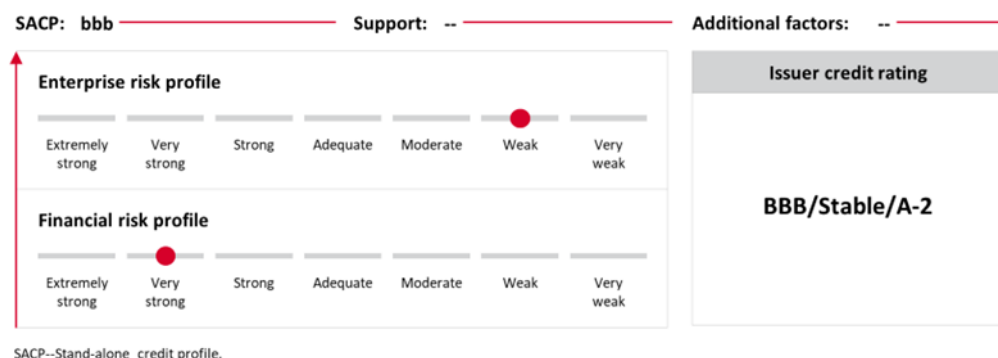 SACP: bbb Support: -- Additional factors: --
Enterprise risk profile
Extremely strong Very strong Strong Adequate Moderate Weak Very weak
Financial risk profile
Extremely strong Very strong Strong Adequate Moderate Weak Very weak
Issuer credit rating
BBB/Stable/A-2
SACP--Stand-alone credit profile.